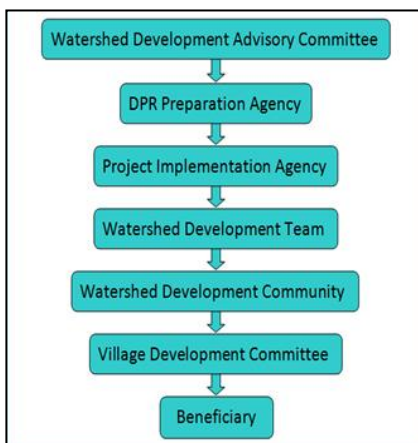 Watershed Development Advisory Committee
DPR Preparation Agency
Project Implementation Agency
Watershed Development Team
Watershed Development Community
Village Development Committee
Beneficiary